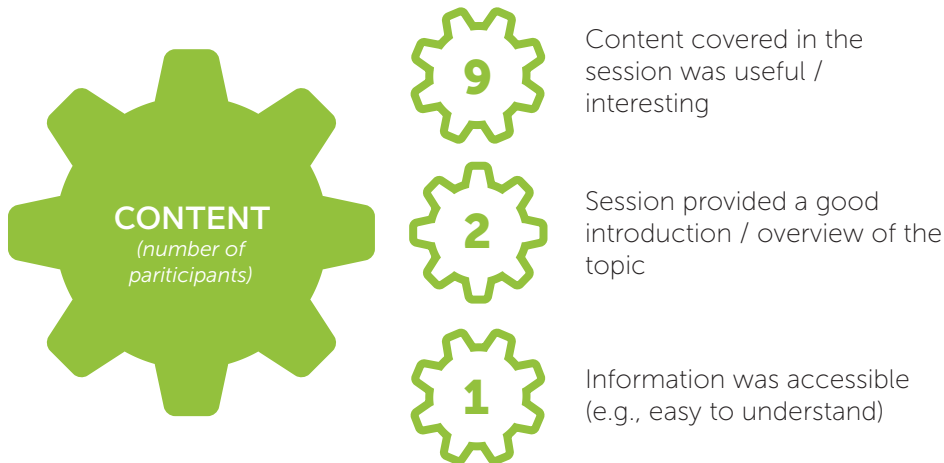 CONTENT
(number of
pariticipants)
9
Content covered in the
session was useful /
interesting
2
Session provided a good
introduction / overview of the
topic
1
Information was accessible
(e.g., easy to understand)